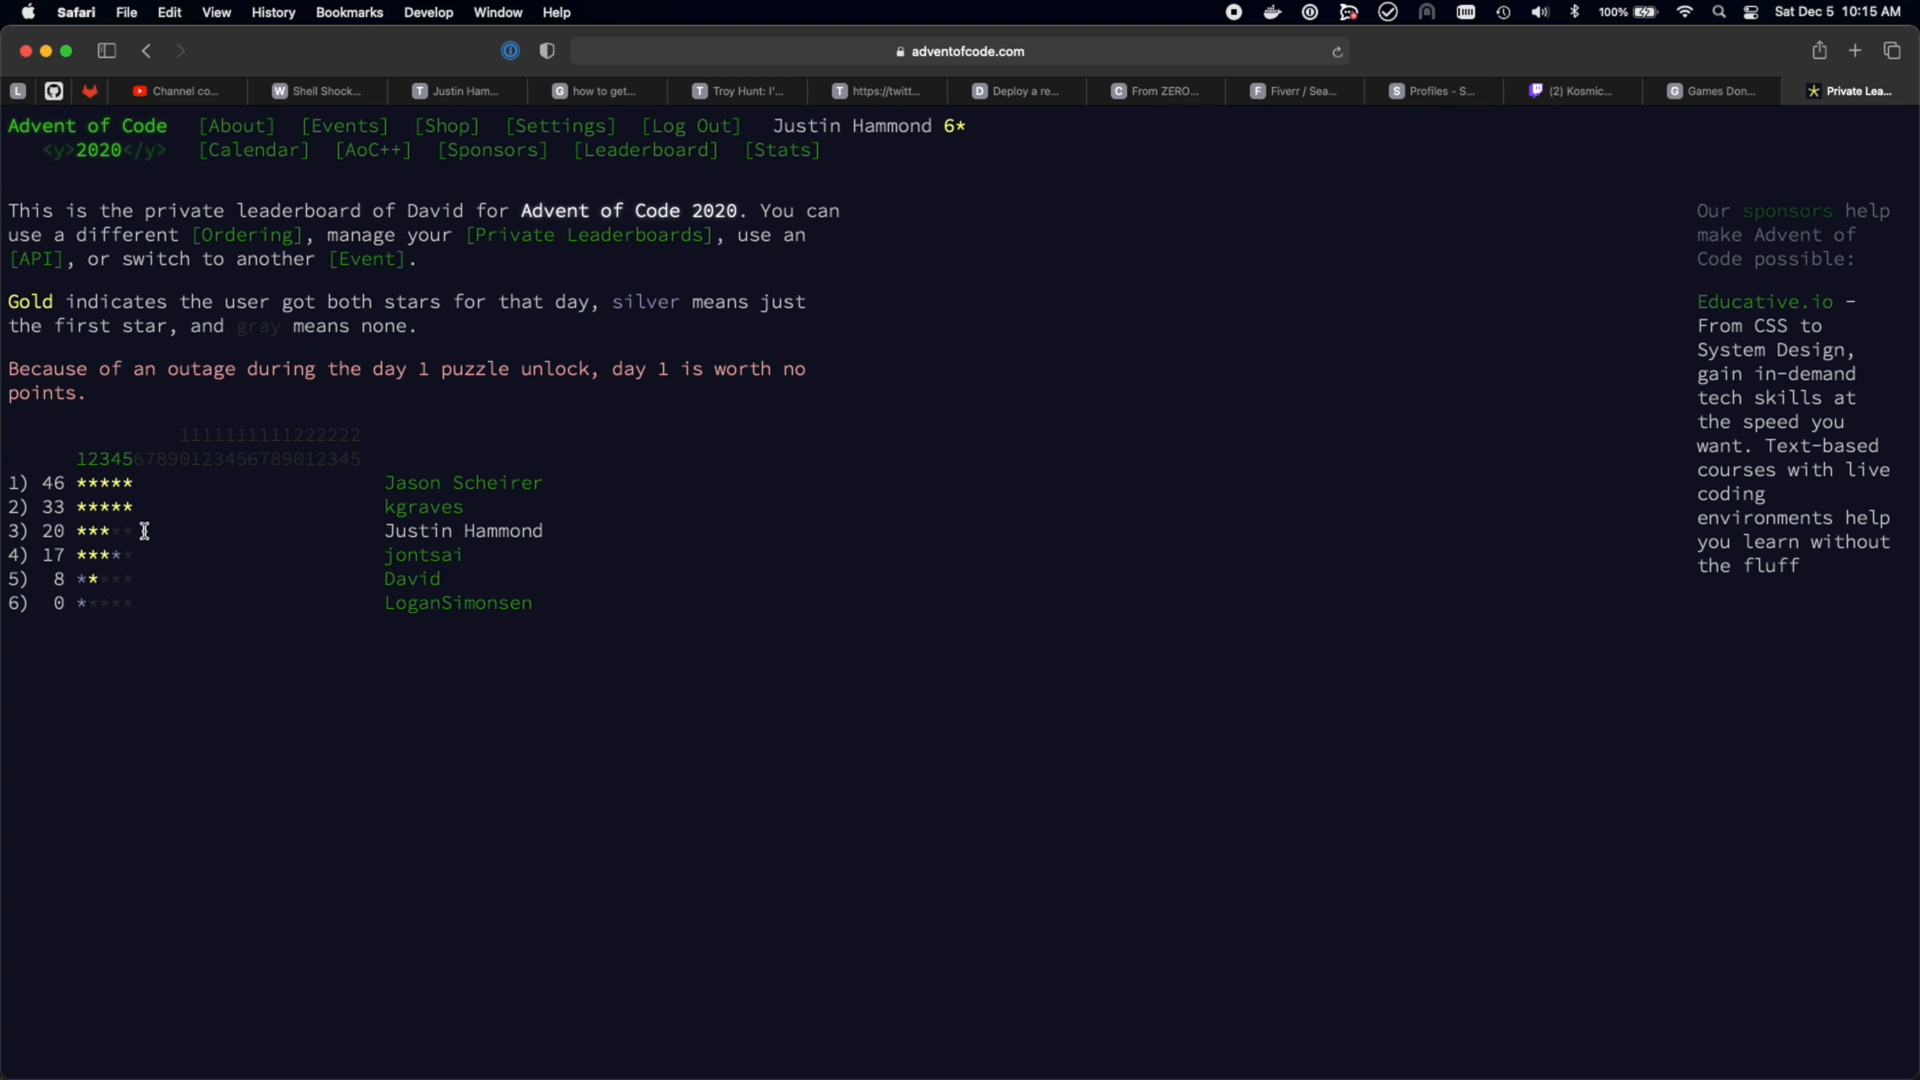 Safari File Edit View History Bookmarks Develop Window Help 100% Sat Dec 5 10:15 AM
adventofcode.com
L Channel co... W Shell Shock... T Justin Ham... G how to get... T Troy Hunt: I'... T https://twitt... D Deploy a re... C From ZERO... F Fiverr / Sea... S Profiles - S... (2) Kosmic... G Games Don... Private Lea...
Advent of Code [About] [Events] [Shop] [Settings] [Log Out] Justin Hammond 6*
<y>2020</y> [Calendar] [AoC++] [Sponsors] [Leaderboard] [Stats]
This is the private leaderboard of David for Advent of Code 2020. You can
use a different [Ordering], manage your [Private Leaderboards], use an
[API], or switch to another [Event].
Gold indicates the user got both stars for that day, silver means just
the first star, and gray means none.
Because of an outage during the day 1 puzzle unlock, day 1 is worth no
points.
1111111111222222
1234567890123456789012345
1) 46 ***** Jason Scheirer
2) 33 ***** kgraves
3) 20 ***** Justin Hammond
4) 17 ***** jontsai
5) 8 ***** David
6) 0 ***** LoganSimonsen
Our sponsors help
make Advent of
Code possible:
Educative.io -
From CSS to
System Design,
gain in-demand
tech skills at
the speed you
want. Text-based
courses with live
coding
environments help
you learn without
the fluff